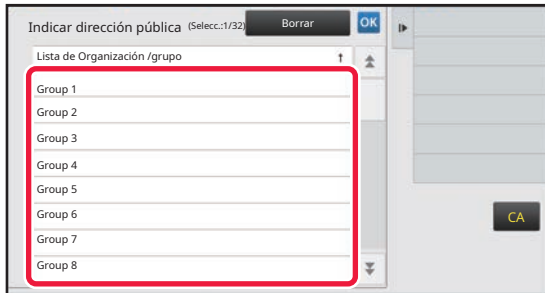 Indicar dirección pública (Selecc.:1/32) Borrar OK
Lista de Organización /grupo ↑
Group 1
Group 2
Group 3
Group 4
Group 5
Group 6
CA
Group 7
Group 8